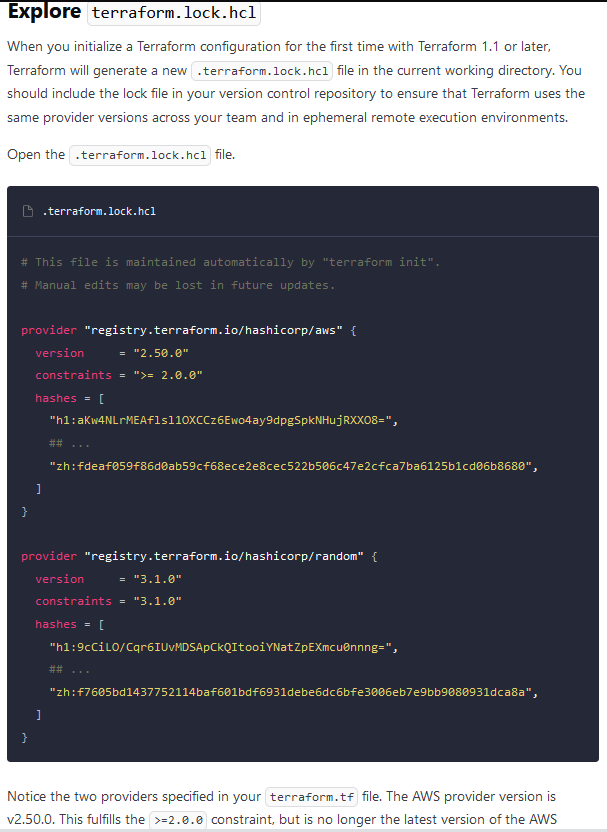 Explore terraform.lock.hcl
When you initialize a Terraform configuration for the first time with Terraform 1.1 or later,
Terraform will generate a new .terraform.lock.hcl file in the current working directory. You
should include the lock file in your version control repository to ensure that Terraform uses the
same provider versions across your team and in ephemeral remote execution environments.
Open the .terraform.lock.hcl file.
.terraform.lock.hcl
# This file is maintained automatically by "terraform init".
# Manual edits may be lost in future updates.
provider "registry.terraform.io/hashicorp/aws" {
version     = "2.50.0"
constraints = ">= 2.0.0"
hashes = [
"h1:aKw4NLrMEAflsl1OXCCz6Ewo4ay9dpgSpkNHujRXXO8=",
## ...
"zh:fdeaf059f86d0ab59cf68ece2e8cec522b506c47e2cfca7ba6125b1cd06b8680",
]
}
provider "registry.terraform.io/hashicorp/random" {
version     = "3.1.0"
constraints = "3.1.0"
hashes = [
"h1:9cCiLO/Cqr6IUvMDSApCkQItooiYNatZpEXmcu0nnng=",
## ...
"zh:f7605bd1437752114baf601bdf6931debe6dc6bfe3006eb7e9bb9080931dca8a",
]
}
Notice the two providers specified in your terraform.tf file. The AWS provider version is
v2.50.0. This fulfills the >=2.0.0 constraint, but is no longer the latest version of the AWS